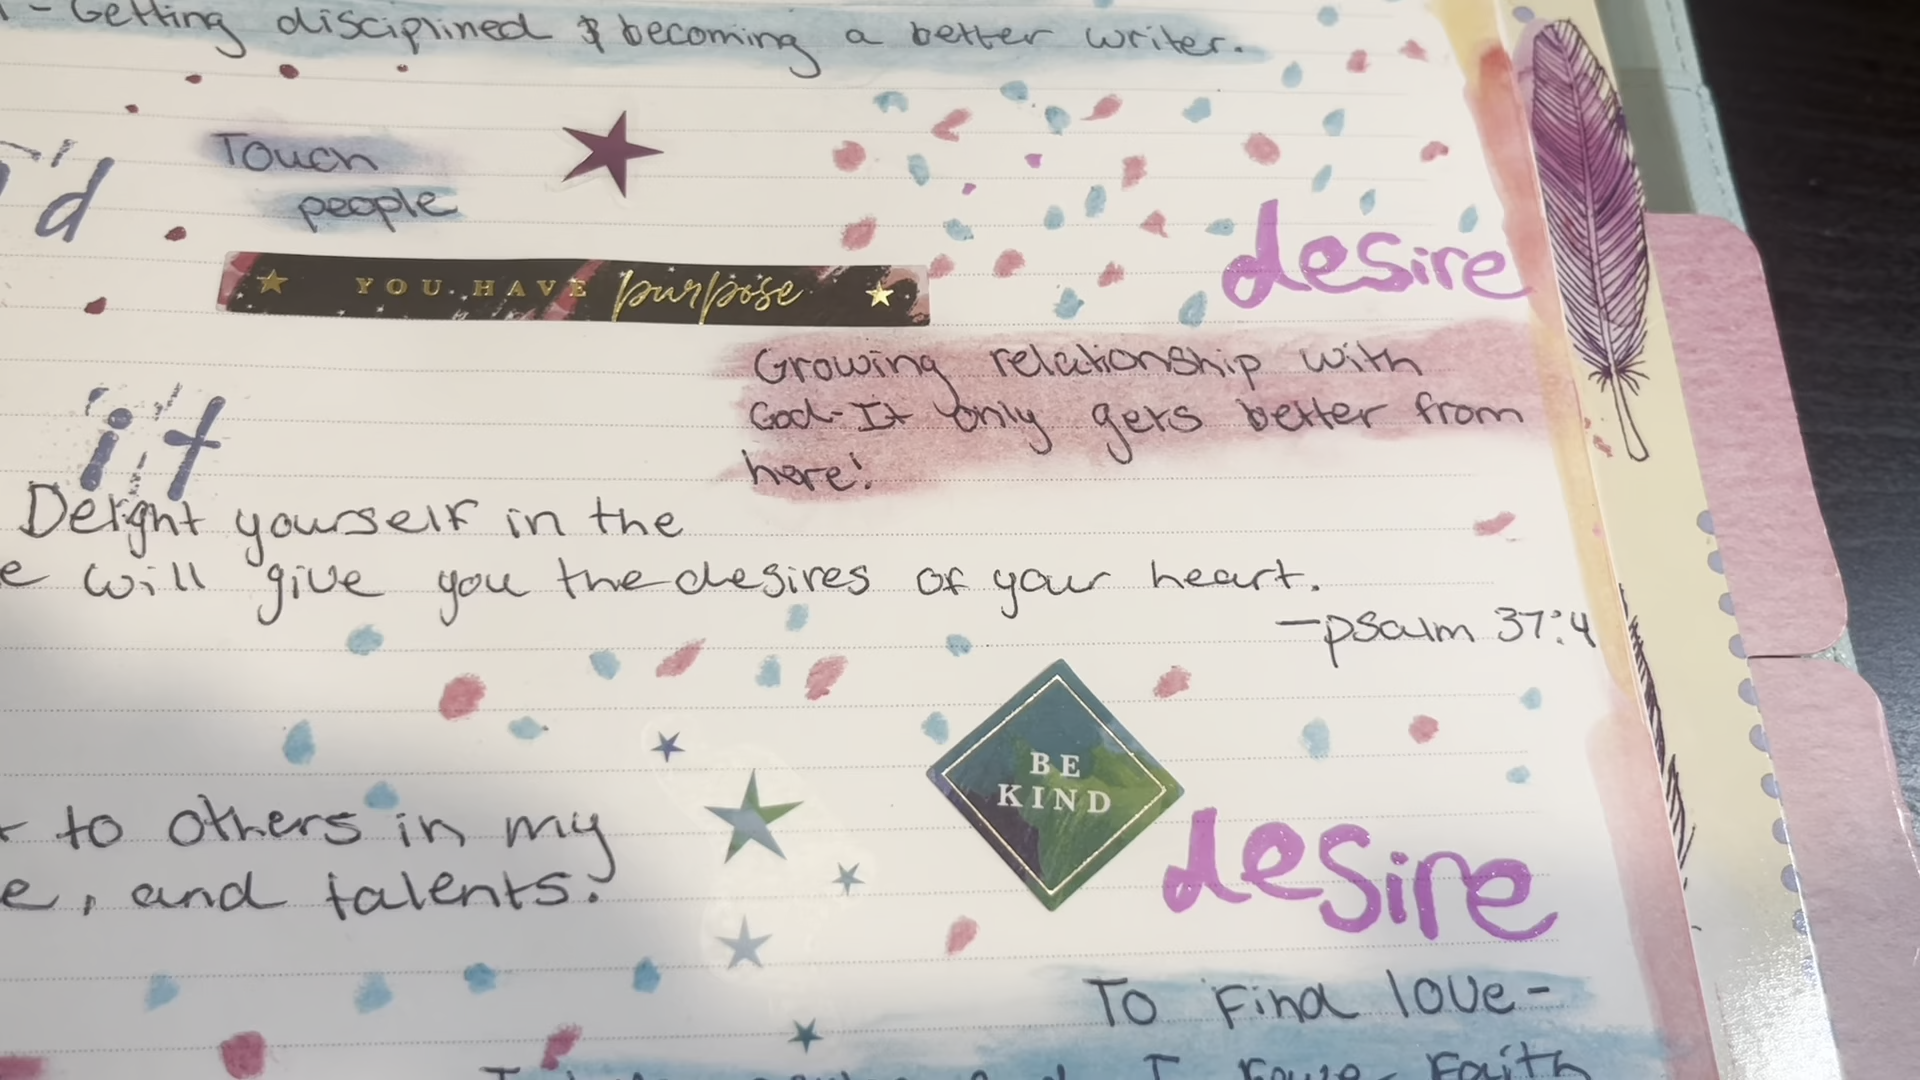 - Getting disciplined & becoming a better writer.
Touch
people
'd
YOU HAVE purpose
desire
Growing relationship with
God-It only gets better from
here!
it
Delight yourself in the
e will give you the desires of your heart.
-psalm 37:4
BE
KIND
to others in my
e, and talents.
desire
To Find love-
I have Faith